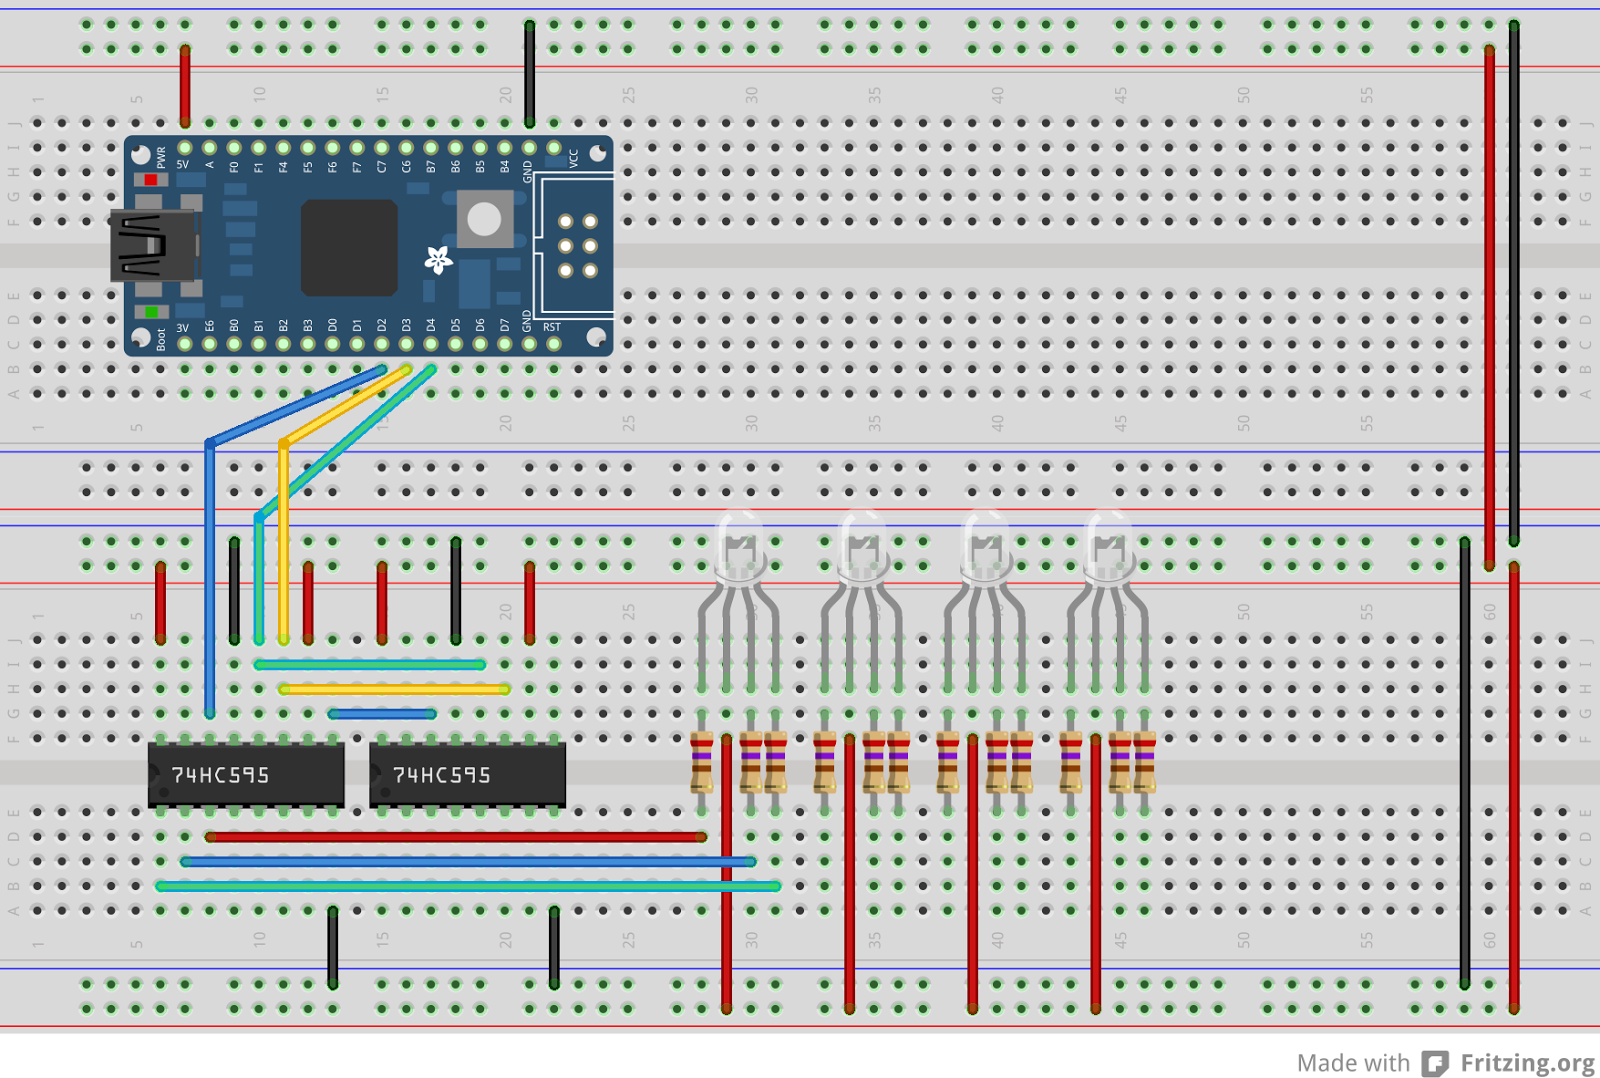 1 5 10 15 20 25 30 35 40 45 50 55 60
J J
I I
H H
G G
F F
PWR 5V A F0 F1 F4 F5 F6 F7 C7 C6 B7 B6 B5 B4 GND VCC
Boot 3V E6 B0 B1 B2 B3 D0 D1 D2 D3 D4 D5 D6 D7 GND RST
E E
D D
C C
B B
A A
1 5 15 20 25 30 35 40 45 50 55 60
1 5 20 25 50 55 60
J J
I I
H H
G G
F F
74HC595 74HC595
E E
D D
C C
B B
A A
1 5 10 15 20 25 30 35 40 45 50 55 60
Made with Fritzing.org